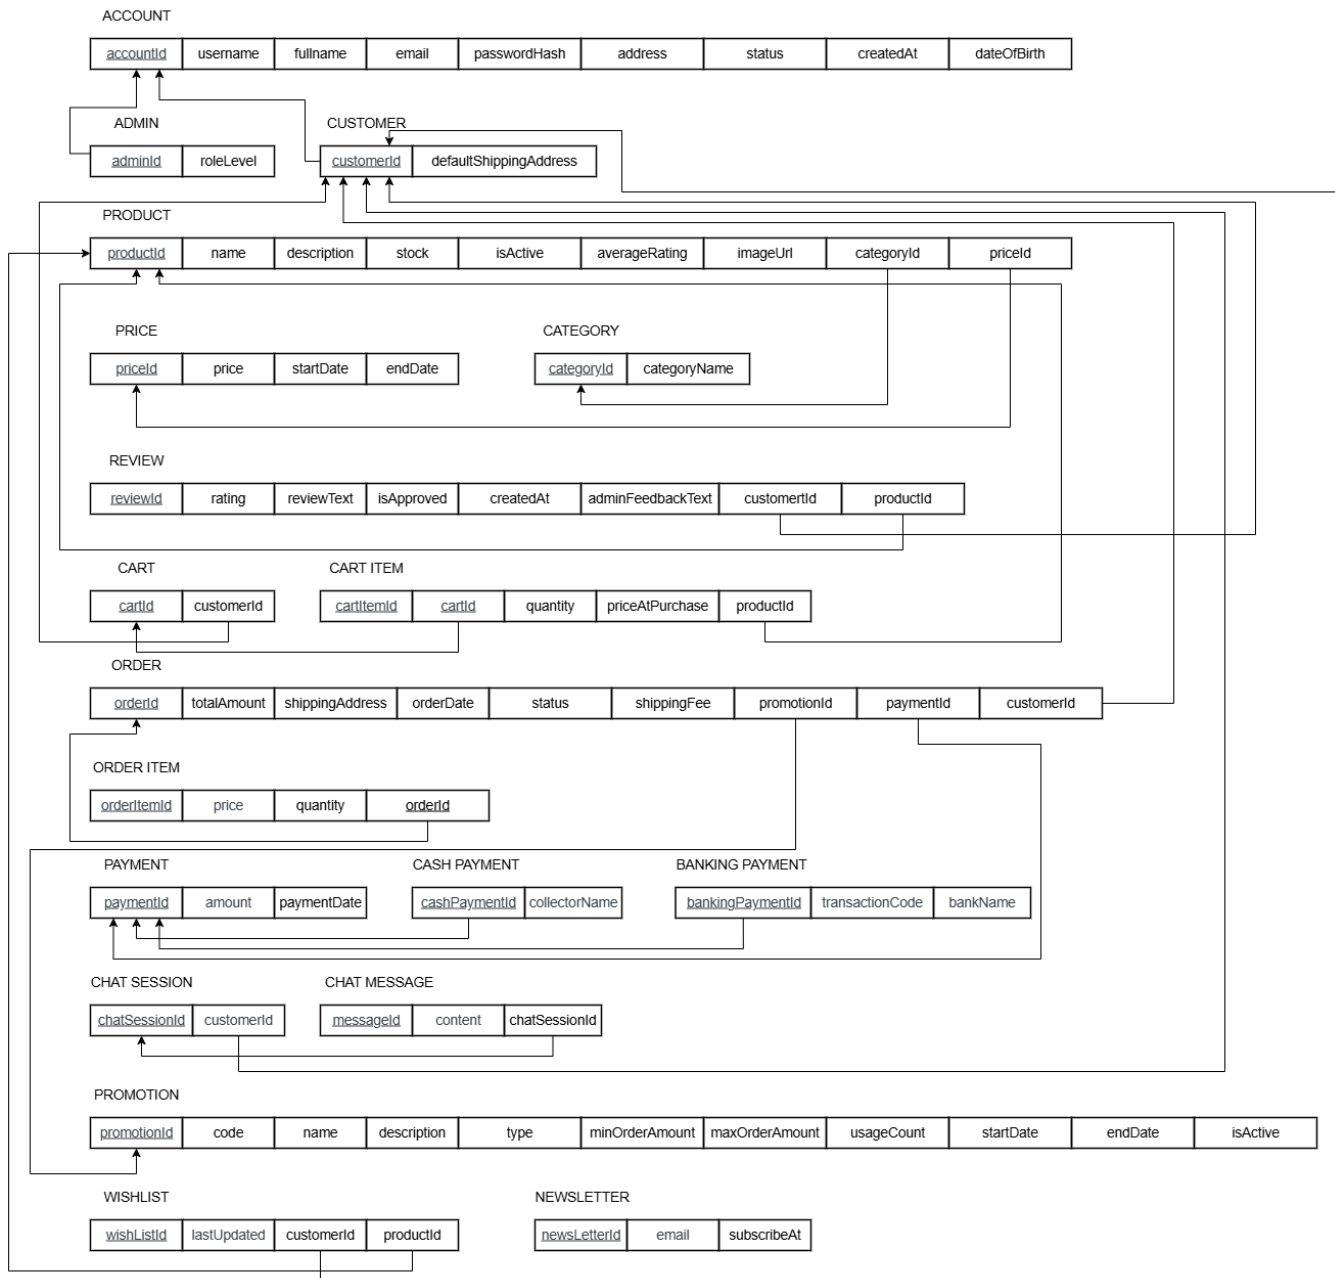 ACCOUNT
accountId username fullname email passwordHash address status createdAt dateOfBirth
ADMIN CUSTOMER
adminId roleLevel customerId defaultShippingAddress
PRODUCT
productId name description stock isActive averageRating imageUrl categoryId priceId
PRICE CATEGORY
priceId price startDate endDate categoryId categoryName
REVIEW
reviewId rating reviewText isApproved createdAt adminFeedbackText customertId productId
CART CART ITEM
cartId customerId cartItemId cartId quantity priceAtPurchase productId
ORDER
orderId totalAmount shippingAddress orderDate status shippingFee promotionId paymentId customerId
ORDER ITEM
orderItemId price quantity orderId
PAYMENT CASH PAYMENT BANKING PAYMENT
paymentId amount paymentDate cashPaymentId collectorName bankingPaymentId transactionCode bankName
CHAT SESSION CHAT MESSAGE
chatSessionId customerId messageId content chatSessionId
PROMOTION
promotionId code name description type minOrderAmount maxOrderAmount usageCount startDate endDate isActive
WISHLIST NEWSLETTER
wishListId lastUpdated customerId productId newsLetterId email subscribeAt